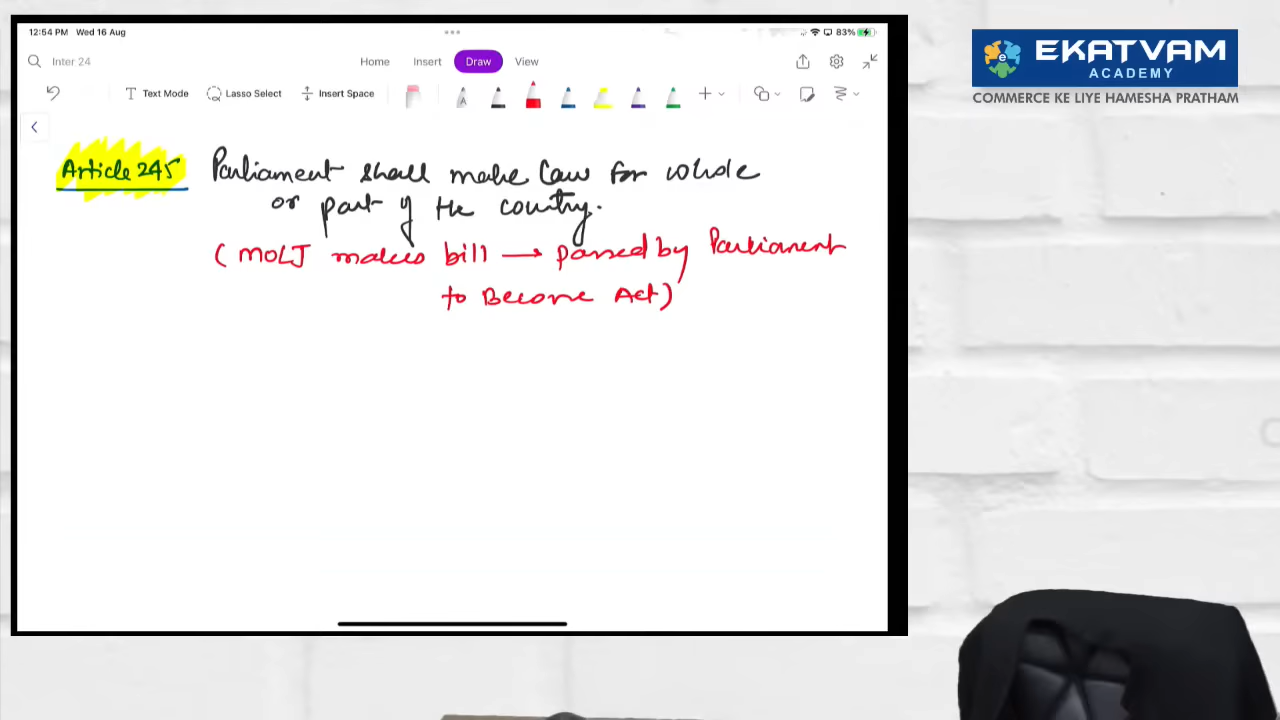 12:54 PM Wed 16 Aug
83%
Inter 24
Home Insert Draw View
Text Mode Lasso Select Insert Space
Article 245 Parliament shall make law for whole
or part of the country.
(MOLJ makes bill → passed by Parliament
to Become Act)
EKATVAM
ACADEMY
COMMERCE KE LIYE HAMESHA PRATHAM